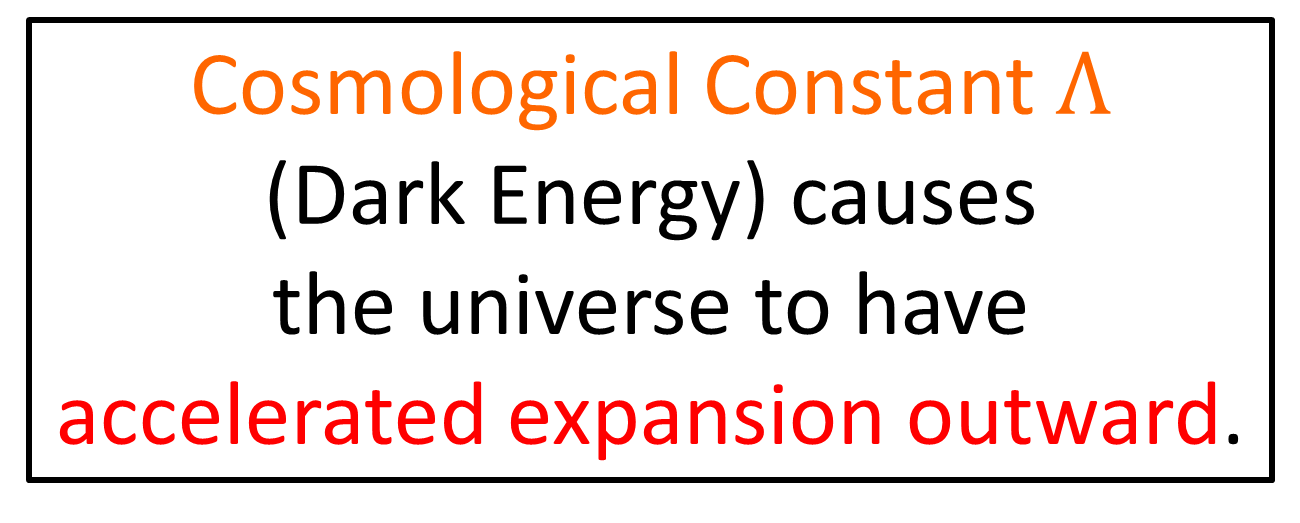 Cosmological Constant Λ
(Dark Energy) causes
the universe to have
accelerated expansion outward.